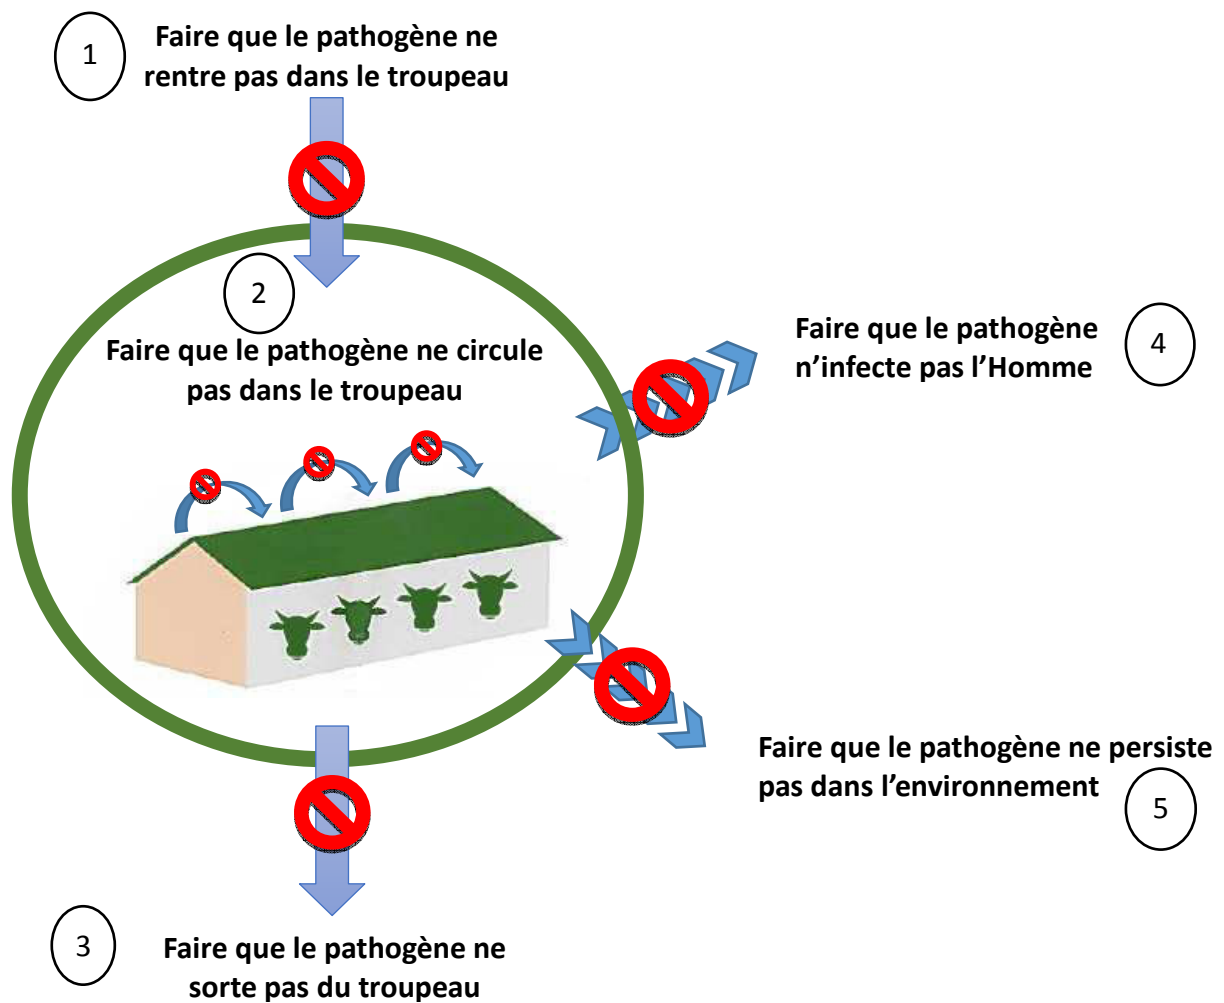 1
Faire que le pathogène ne
rentre pas dans le troupeau
2
Faire que le pathogène ne circule
pas dans le troupeau
Faire que le pathogène
n’infecte pas l’Homme
4
Faire que le pathogène ne persiste
pas dans l’environnement
5
3
Faire que le pathogène ne
sorte pas du troupeau